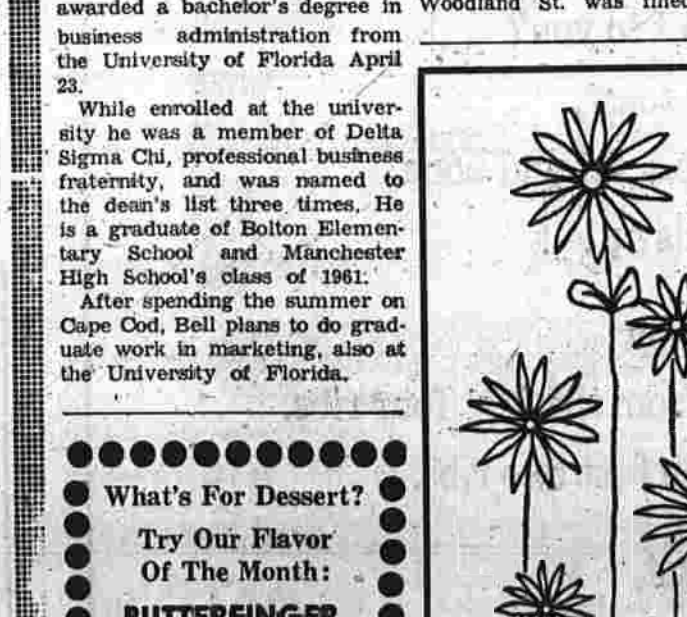 awarded a bachelor's degree in
business administration from
the University of Florida April
23.
While enrolled at the univer-
sity he was a member of Delta
Sigma Chi, professional business
fraternity, and was named to
the dean's list three times. He
is a graduate of Bolton Elemen-
tary School and Manchester
High School's class of 1961.
After spending the summer on
Cape Cod, Bell plans to do grad-
uate work in marketing, also at
the University of Florida.
What's For Dessert?
Try Our Flavor
Of The Month:
BUTTERFINGER
Woodland St. was